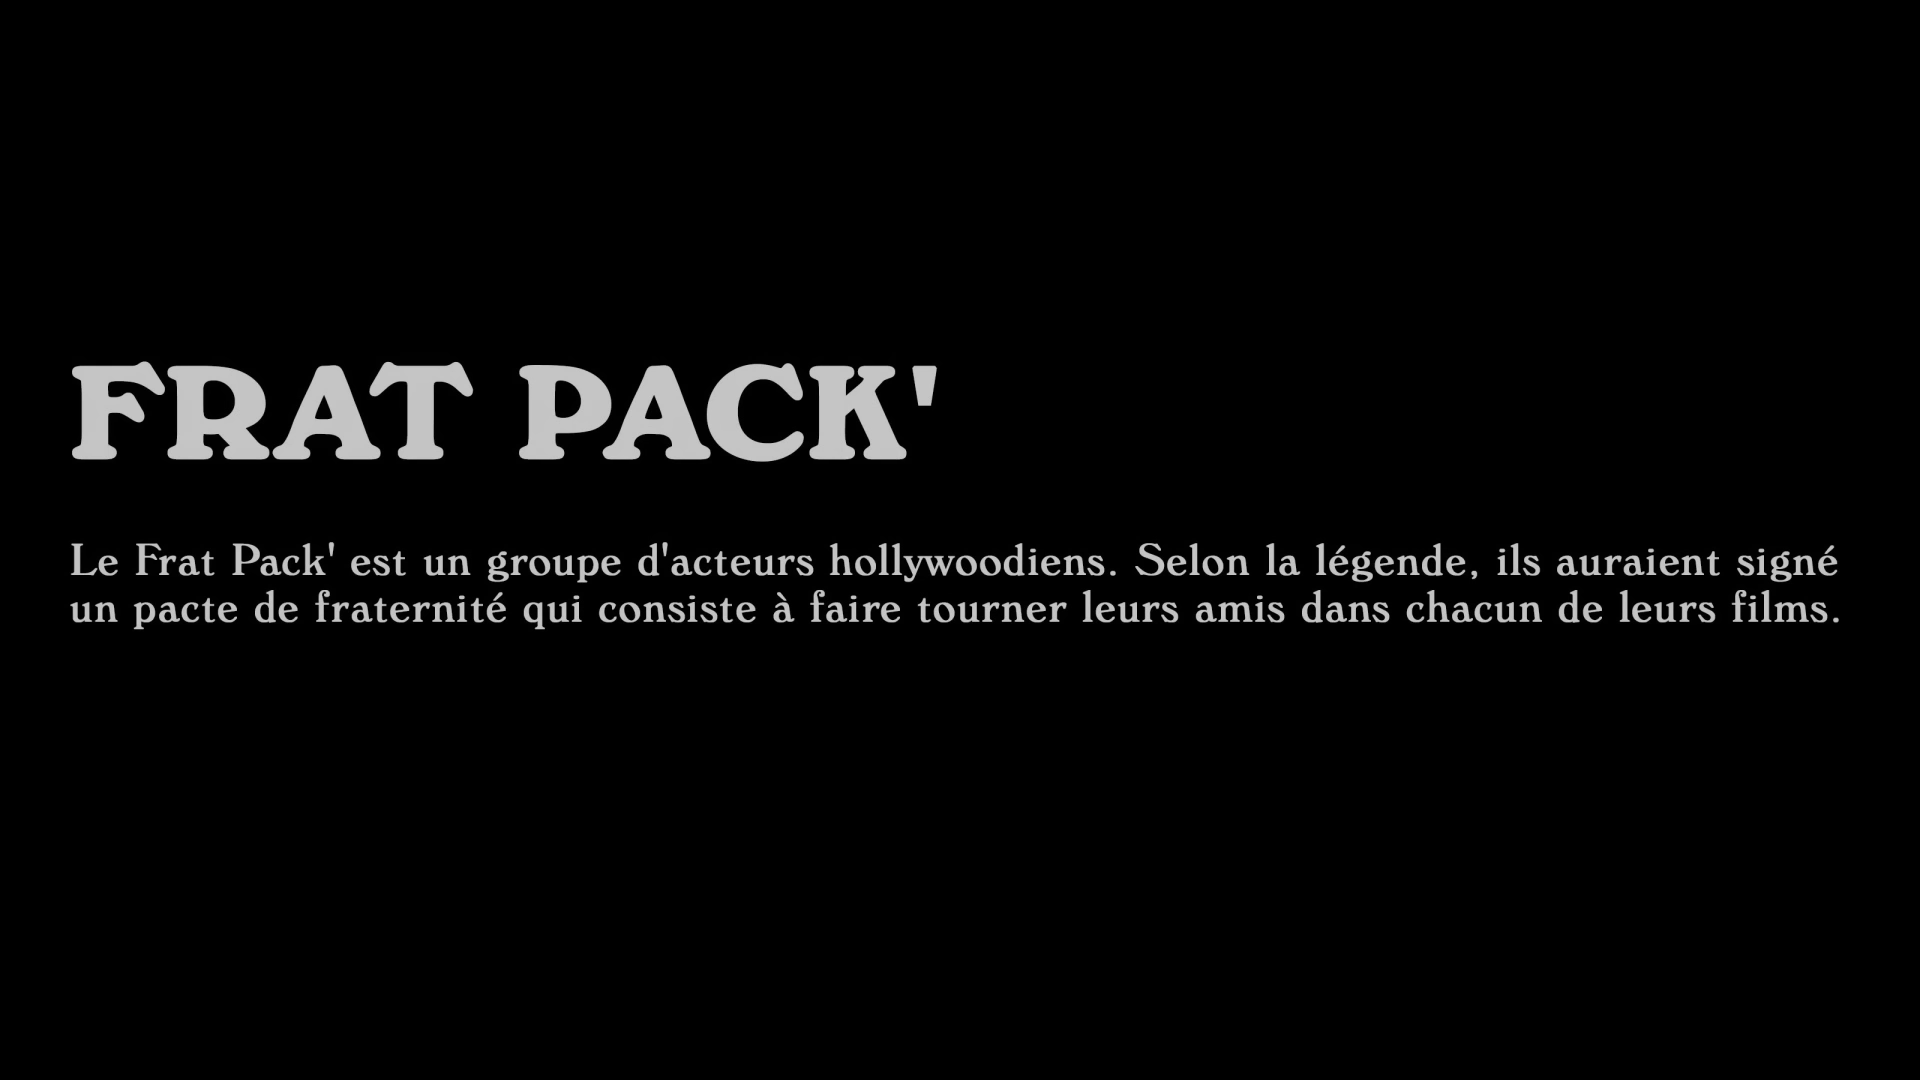 FRAT PACK'
Le Frat Pack' est un groupe d'acteurs hollywoodiens. Selon la légende, ils auraient signé
un pacte de fraternité qui consiste à faire tourner leurs amis dans chacun de leurs films.